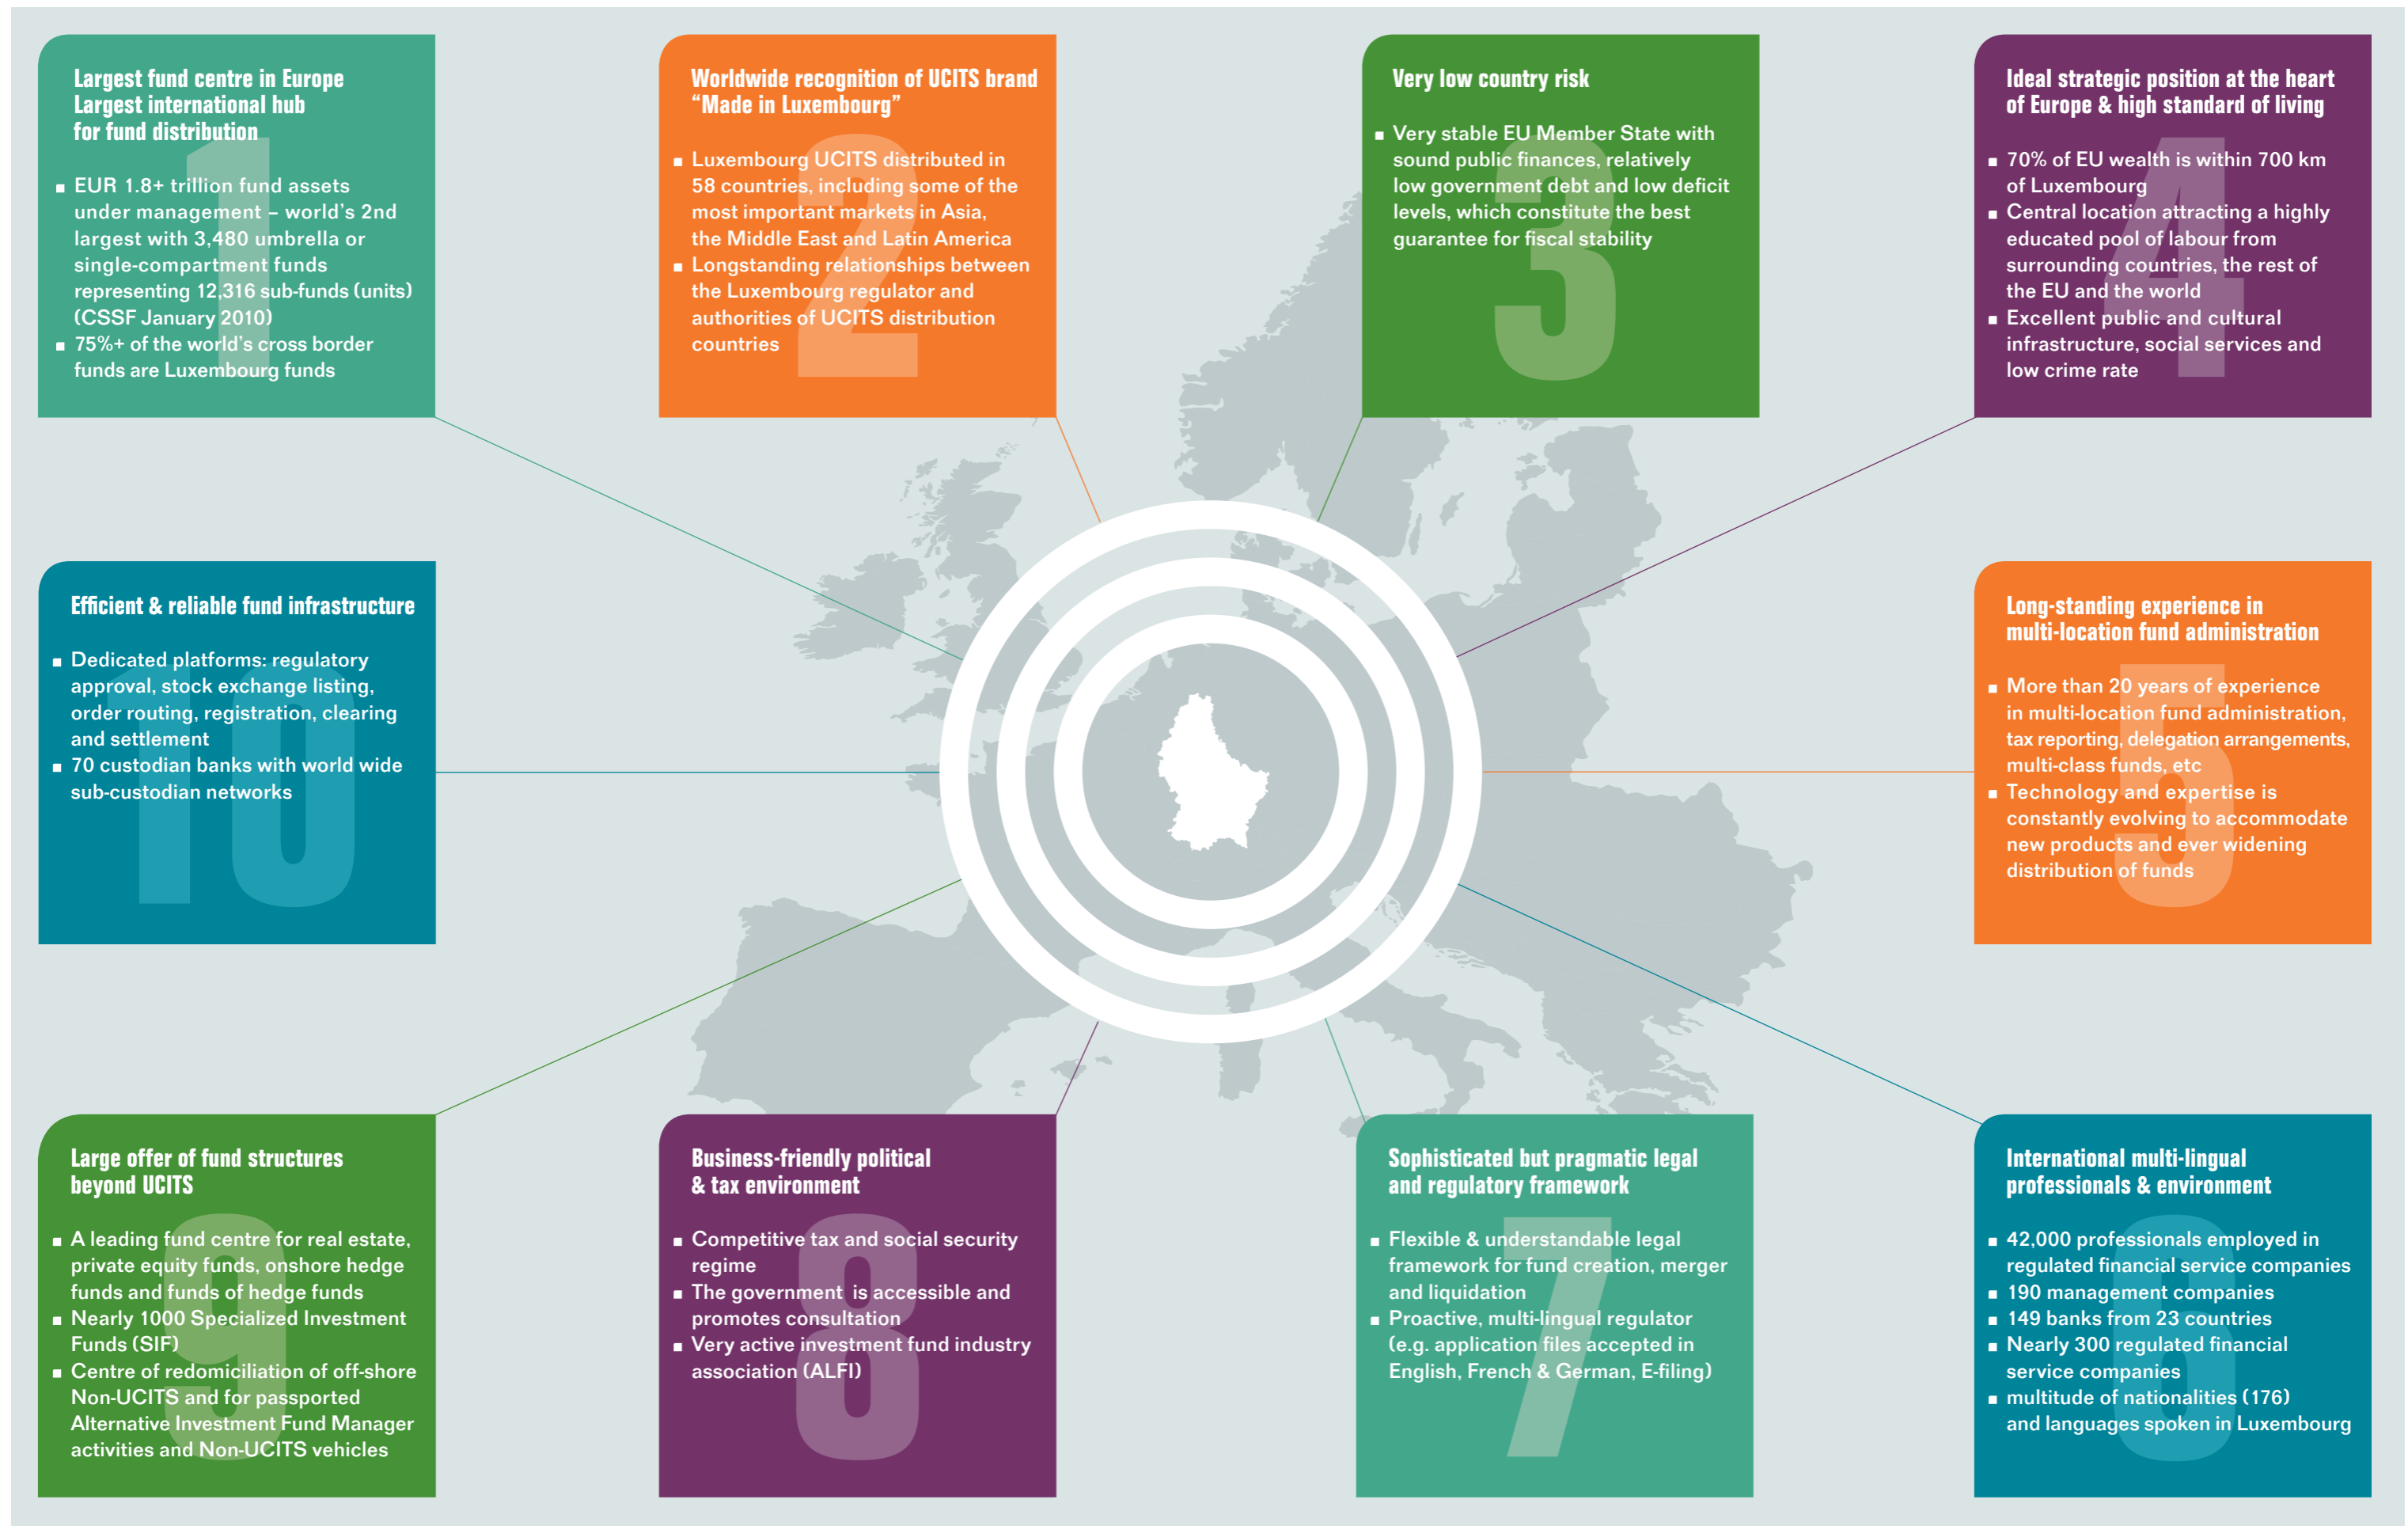 1
Largest fund centre in Europe
Largest international hub
for fund distribution
▪ EUR 1.8+ trillion fund assets
under management – world’s 2nd
largest with 3,480 umbrella or
single-compartment funds
representing 12,316 sub-funds (units)
(CSSF January 2010)
▪ 75%+ of the world’s cross border
funds are Luxembourg funds
2
Worldwide recognition of UCITS brand
“Made in Luxembourg”
▪ Luxembourg UCITS distributed in
58 countries, including some of the
most important markets in Asia,
the Middle East and Latin America
▪ Longstanding relationships between
the Luxembourg regulator and
authorities of UCITS distribution
countries
3
Very low country risk
▪ Very stable EU Member State with
sound public finances, relatively
low government debt and low deficit
levels, which constitute the best
guarantee for fiscal stability
4
Ideal strategic position at the heart
of Europe & high standard of living
▪ 70% of EU wealth is within 700 km
of Luxembourg
▪ Central location attracting a highly
educated pool of labour from
surrounding countries, the rest of
the EU and the world
▪ Excellent public and cultural
infrastructure, social services and
low crime rate
5
Long-standing experience in
multi-location fund administration
▪ More than 20 years of experience
in multi-location fund administration,
tax reporting, delegation arrangements,
multi-class funds, etc
▪ Technology and expertise is
constantly evolving to accommodate
new products and ever widening
distribution of funds
6
International multi-lingual
professionals & environment
▪ 42,000 professionals employed in
regulated financial service companies
▪ 190 management companies
▪ 149 banks from 23 countries
▪ Nearly 300 regulated financial
service companies
▪ multitude of nationalities (176)
and languages spoken in Luxembourg
7
Sophisticated but pragmatic legal
and regulatory framework
▪ Flexible & understandable legal
framework for fund creation, merger
and liquidation
▪ Proactive, multi-lingual regulator
(e.g. application files accepted in
English, French & German, E-filing)
8
Business-friendly political
& tax environment
▪ Competitive tax and social security
regime
▪ The government is accessible and
promotes consultation
▪ Very active investment fund industry
association (ALFI)
9
Large offer of fund structures
beyond UCITS
▪ A leading fund centre for real estate,
private equity funds, onshore hedge
funds and funds of hedge funds
▪ Nearly 1000 Specialized Investment
Funds (SIF)
▪ Centre of redomiciliation of off-shore
Non-UCITS and for passported
Alternative Investment Fund Manager
activities and Non-UCITS vehicles
10
Efficient & reliable fund infrastructure
▪ Dedicated platforms: regulatory
approval, stock exchange listing,
order routing, registration, clearing
and settlement
▪ 70 custodian banks with world wide
sub-custodian networks